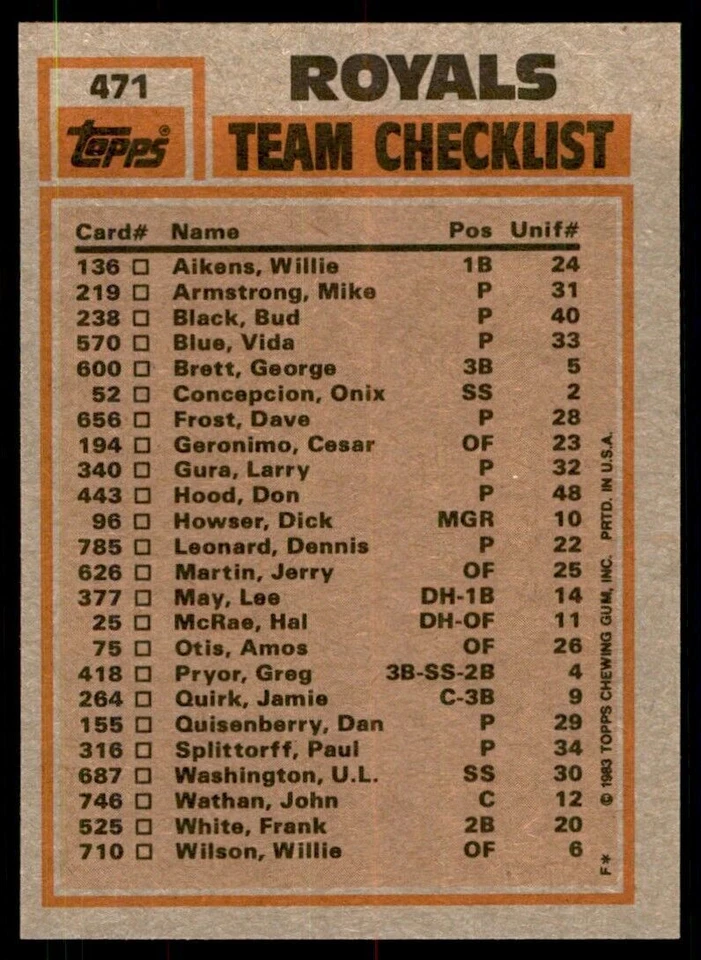 471
ROYALS
Topps®
TEAM CHECKLIST
Card# Name Pos Unif#
136 □ Aikens, Willie 1B 24
219 □ Armstrong, Mike P 31
238 □ Black, Bud P 40
570 □ Blue, Vida P 33
600 □ Brett, George 3B 5
52 □ Concepcion, Onix SS 2
656 □ Frost, Dave P 28
194 □ Geronimo, Cesar OF 23
340 □ Gura, Larry P 32
443 □ Hood, Don P 48
96 □ Howser, Dick MGR 10
785 □ Leonard, Dennis P 22
626 □ Martin, Jerry OF 25
377 □ May, Lee DH-1B 14
25 □ McRae, Hal DH-OF 11
75 □ Otis, Amos OF 26
418 □ Pryor, Greg 3B-SS-2B 4
264 □ Quirk, Jamie C-3B 9
155 □ Quisenberry, Dan P 29
316 □ Splittorff, Paul P 34
687 □ Washington, U.L. SS 30
746 □ Wathan, John C 12
525 □ White, Frank 2B 20
710 □ Wilson, Willie OF 6
F* © 1983 TOPPS CHEWING GUM, INC. PRTD. IN U.S.A.